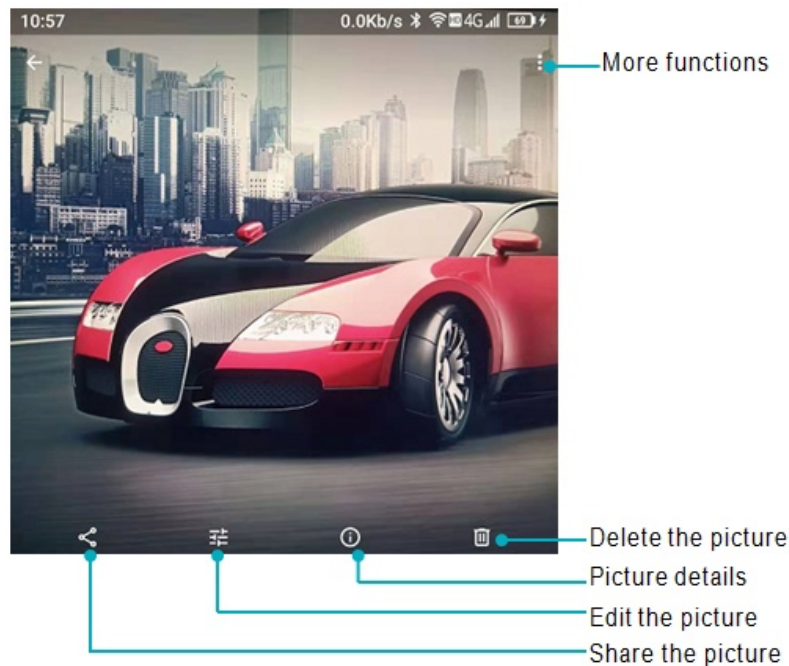 10:57 0.0Kb/s HD 4G 69
More functions
Delete the picture
Picture details
Edit the picture
Share the picture